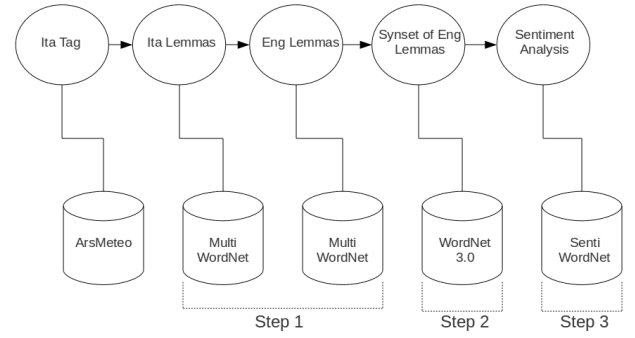 Ita Tag
Ita Lemmas
Eng Lemmas
Synset of Eng
Lemmas
Sentiment
Analysis
ArsMeteo
Multi
WordNet
Multi
WordNet
WordNet
3.0
Senti
WordNet
Step 1
Step 2
Step 3